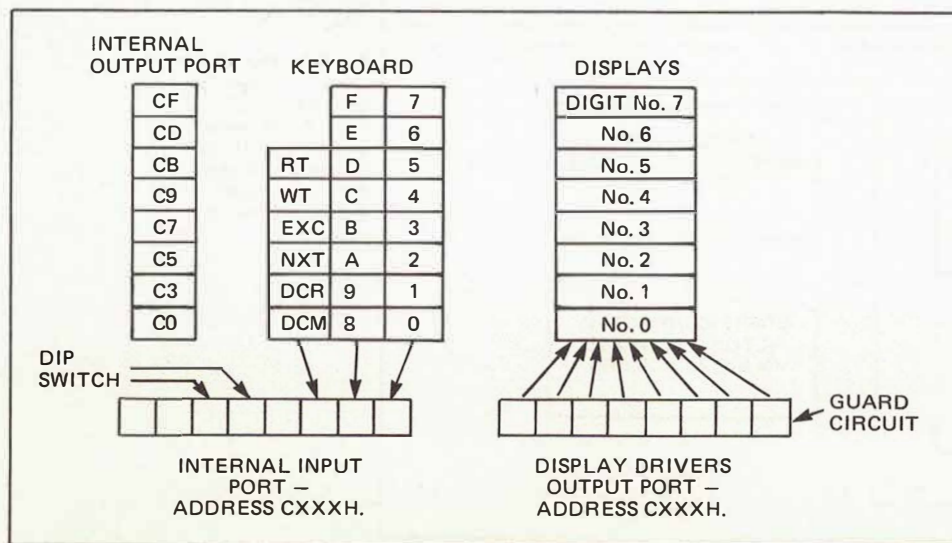 INTERNAL
OUTPUT PORT
KEYBOARD
DISPLAYS
CF F 7 DIGIT No. 7
CD E 6 No. 6
CB RT D 5 No. 5
C9 WT C 4 No. 4
C7 EXC B 3 No. 3
C5 NXT A 2 No. 2
C3 DCR 9 1 No. 1
C0 DCM 8 0 No. 0
DIP
SWITCH
GUARD
CIRCUIT
INTERNAL INPUT
PORT –
ADDRESS CXXXH.
DISPLAY DRIVERS
OUTPUT PORT –
ADDRESS CXXXH.